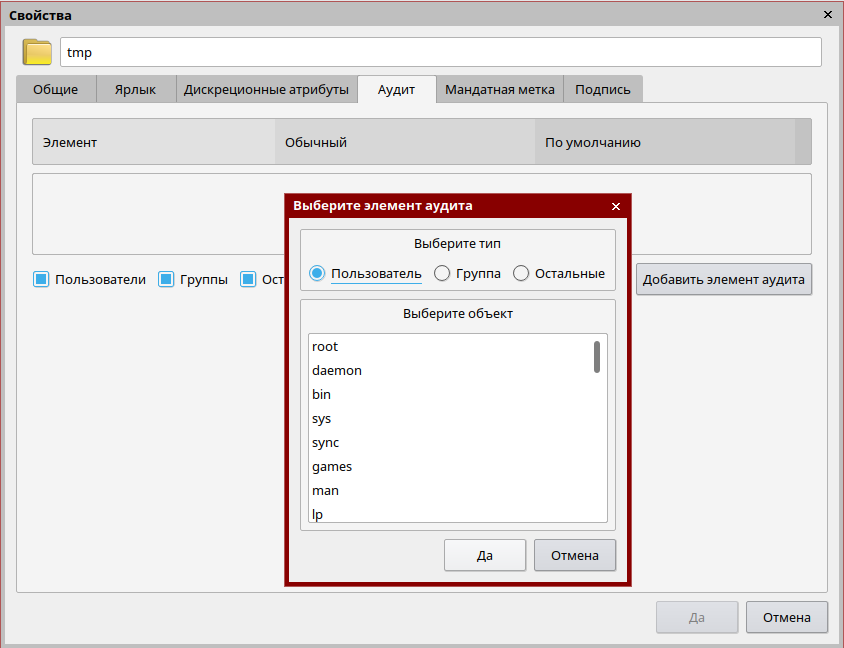 Свойства
tmp
Общие Ярлык Дискреционные атрибуты Аудит Мандатная метка Подпись
Элемент Обычный По умолчанию
Выберите элемент аудита
Выберите тип
Пользователь Группа Остальные
Пользователи Группы Ост Добавить элемент аудита
Выберите объект
root
daemon
bin
sys
sync
games
man
lp
Да Отмена
Да Отмена